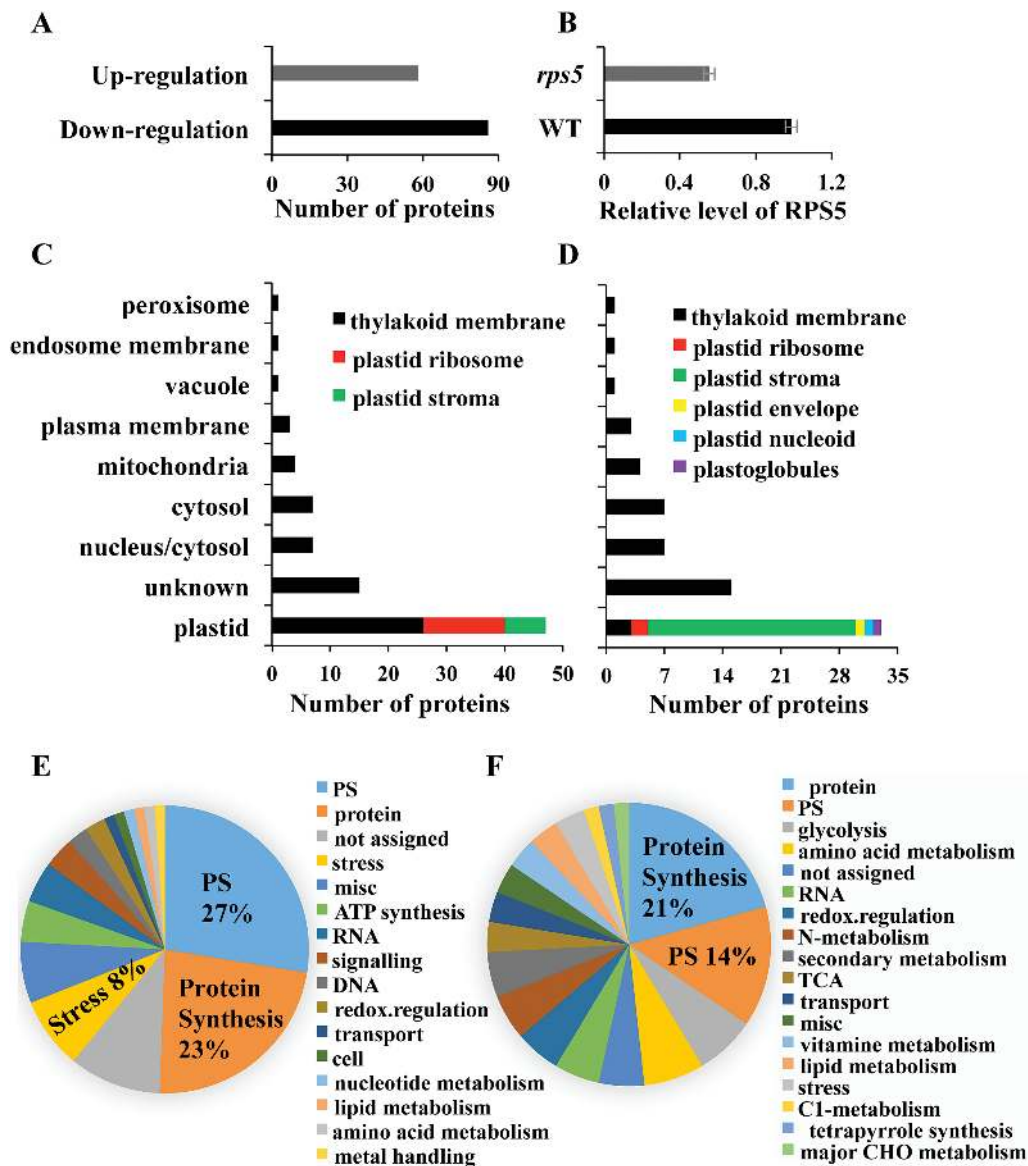 A
Up-regulation
Down-regulation
0 30 60 90
Number of proteins
B
rps5
WT
0 0.4 0.8 1.2
Relative level of RPS5
C
peroxisome
endosome membrane
vacuole
plasma membrane
mitochondria
cytosol
nucleus/cytosol
unknown
plastid
thylakoid membrane
plastid ribosome
plastid stroma
0 10 20 30 40 50
Number of proteins
D
thylakoid membrane
plastid ribosome
plastid stroma
plastid envelope
plastid nucleoid
plastoglobules
0 7 14 21 28 35
Number of proteins
E
PS
27%
Protein
Synthesis
23%
Stress 8%
PS
protein
not assigned
stress
misc
ATP synthesis
RNA
signalling
DNA
redox.regulation
transport
cell
nucleotide metabolism
lipid metabolism
amino acid metabolism
metal handling
F
Protein
Synthesis
21%
PS 14%
protein
PS
glycolysis
amino acid metabolism
not assigned
RNA
redox.regulation
N-metabolism
secondary metabolism
TCA
transport
misc
vitamine metabolism
lipid metabolism
stress
C1-metabolism
tetapyrrole synthesis
major CHO metabolism